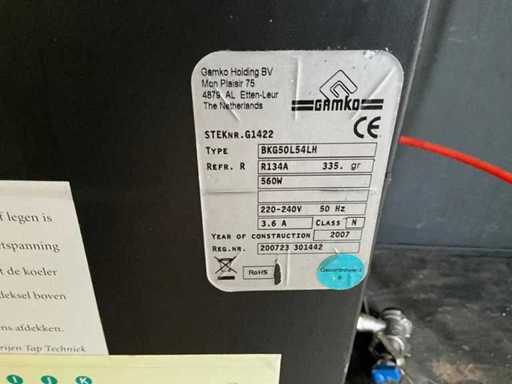 Gamko Holding BV
Mon Plaisir 75
4879 AL Etten-Leur
The Netherlands
GAMKO
CE
STEKNR.G1422
TYPE BKG50L54LH
REFR. R R134A 335. gr
560W
220-240V 50 Hz
3.6 A CLASS N
YEAR OF CONSTRUCTION 2007
REG.NR. 200723 301442
RoHS
f legen is
tspanning
t de koeler
deksel boven
ns afdekken.
rijen Tap Techniek